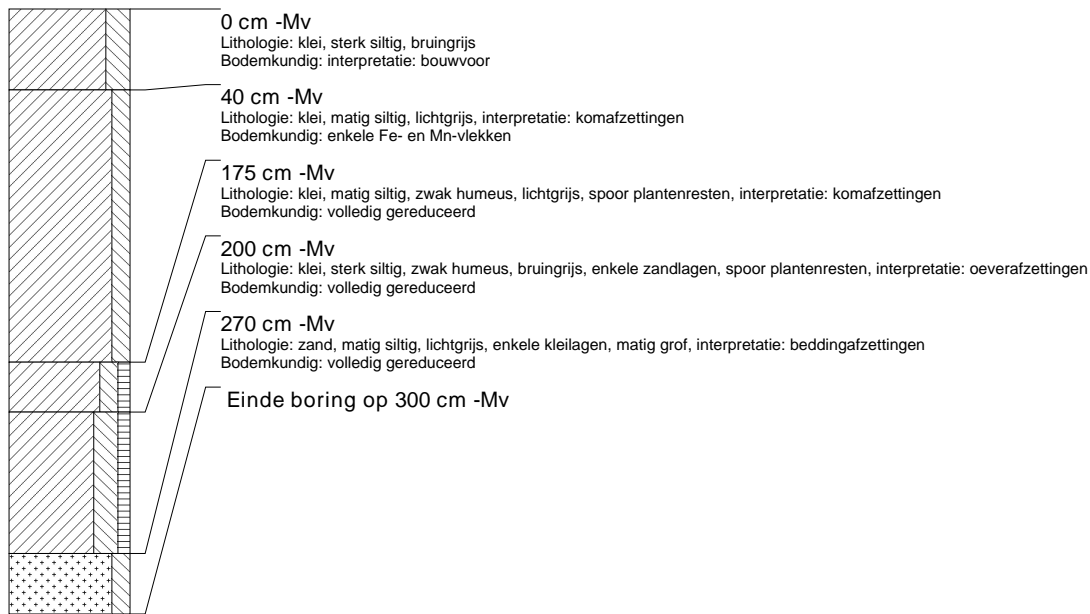 0 cm -Mv
Lithologie: klei, sterk siltig, bruingrijs
Bodemkundig: interpretatie: bouwvoor
40 cm -Mv
Lithologie: klei, matig siltig, lichtgrijs, interpretatie: komafzettingen
Bodemkundig: enkele Fe- en Mn-vlekken
175 cm -Mv
Lithologie: klei, matig siltig, zwak humeus, lichtgrijs, spoor plantenresten, interpretatie: komafzettingen
Bodemkundig: volledig gereduceerd
200 cm -Mv
Lithologie: klei, sterk siltig, zwak humeus, bruingrijs, enkele zandlagen, spoor plantenresten, interpretatie: oeverafzettingen
Bodemkundig: volledig gereduceerd
270 cm -Mv
Lithologie: zand, matig siltig, lichtgrijs, enkele kleilagen, matig grof, interpretatie: beddingafzettingen
Bodemkundig: volledig gereduceerd
Einde boring op 300 cm -Mv